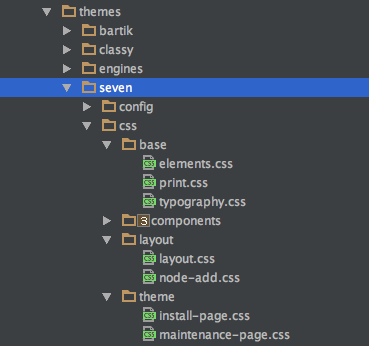 themes
bartik
classy
engines
seven
config
css
base
elements.css
print.css
typography.css
3 components
layout
layout.css
node-add.css
theme
install-page.css
maintenance-page.css